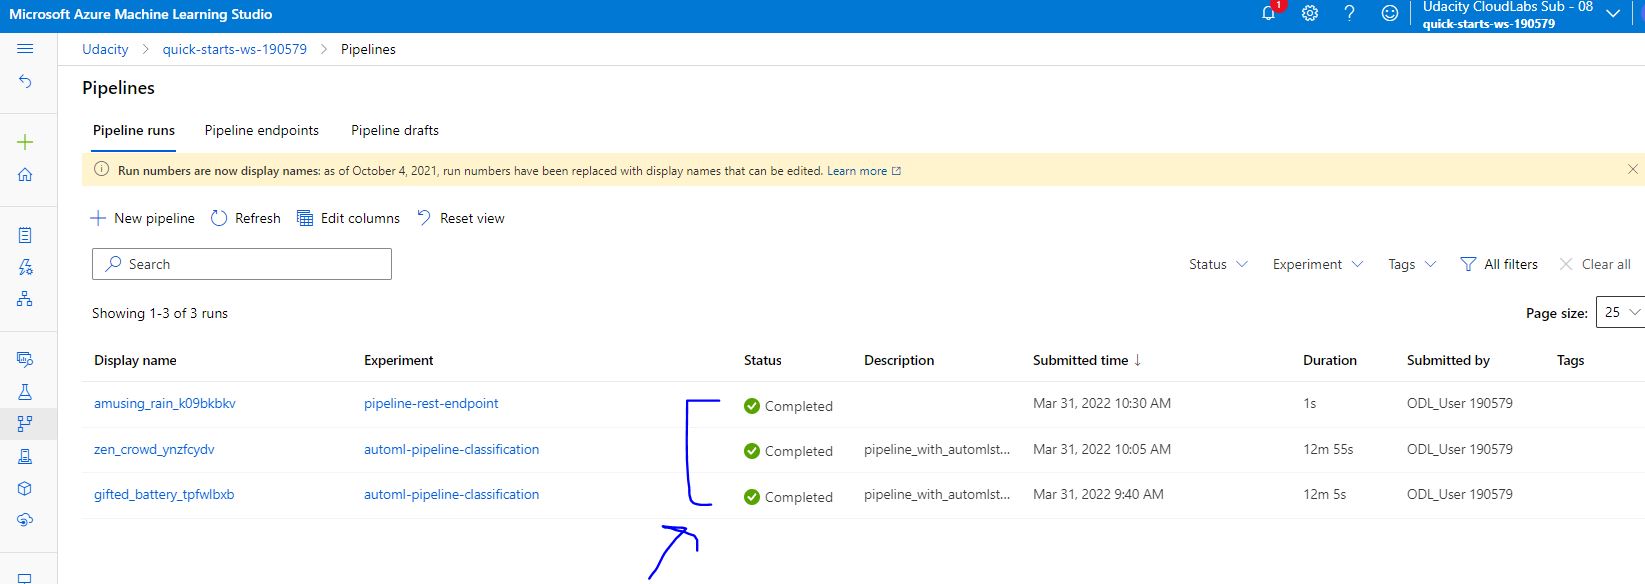 Microsoft Azure Machine Learning Studio
1
Udacity CloudLabs Sub - 08
quick-starts-ws-190579
Udacity > quick-starts-ws-190579 > Pipelines
Pipelines
Pipeline runs Pipeline endpoints Pipeline drafts
Run numbers are now display names: as of October 4, 2021, run numbers have been replaced with display names that can be edited. Learn more
New pipeline Refresh Edit columns Reset view
Search Status Experiment Tags All filters Clear all
Showing 1-3 of 3 runs Page size: 25
Display name Experiment Status Description Submitted time ↓ Duration Submitted by Tags
amusing_rain_k09bkbkv pipeline-rest-endpoint Completed Mar 31, 2022 10:30 AM 1s ODL_User 190579
zen_crowd_ynzfcydv automl-pipeline-classification Completed pipeline_with_automlst... Mar 31, 2022 10:05 AM 12m 55s ODL_User 190579
gifted_battery_tpfwlbxb automl-pipeline-classification Completed pipeline_with_automlst... Mar 31, 2022 9:40 AM 12m 5s ODL_User 190579